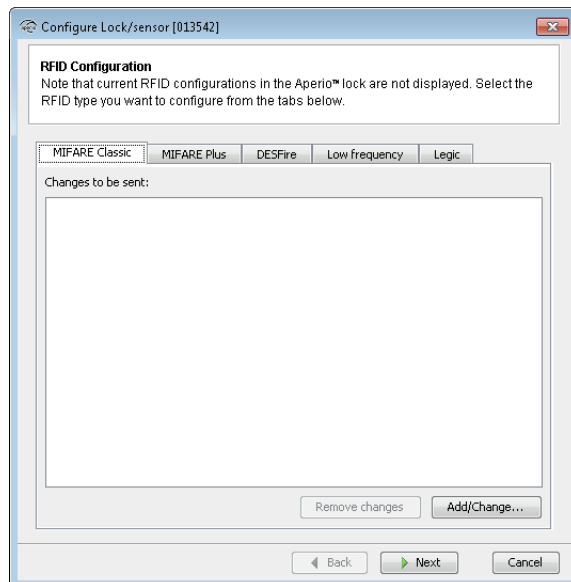 Configure Lock/sensor [013542]
RFID Configuration
Note that current RFID configurations in the Aperio™ lock are not displayed. Select the
RFID type you want to configure from the tabs below.
MIFARE Classic MIFARE Plus DESFire Low frequency Legic
Changes to be sent:
Remove changes Add/Change...
Back Next Cancel